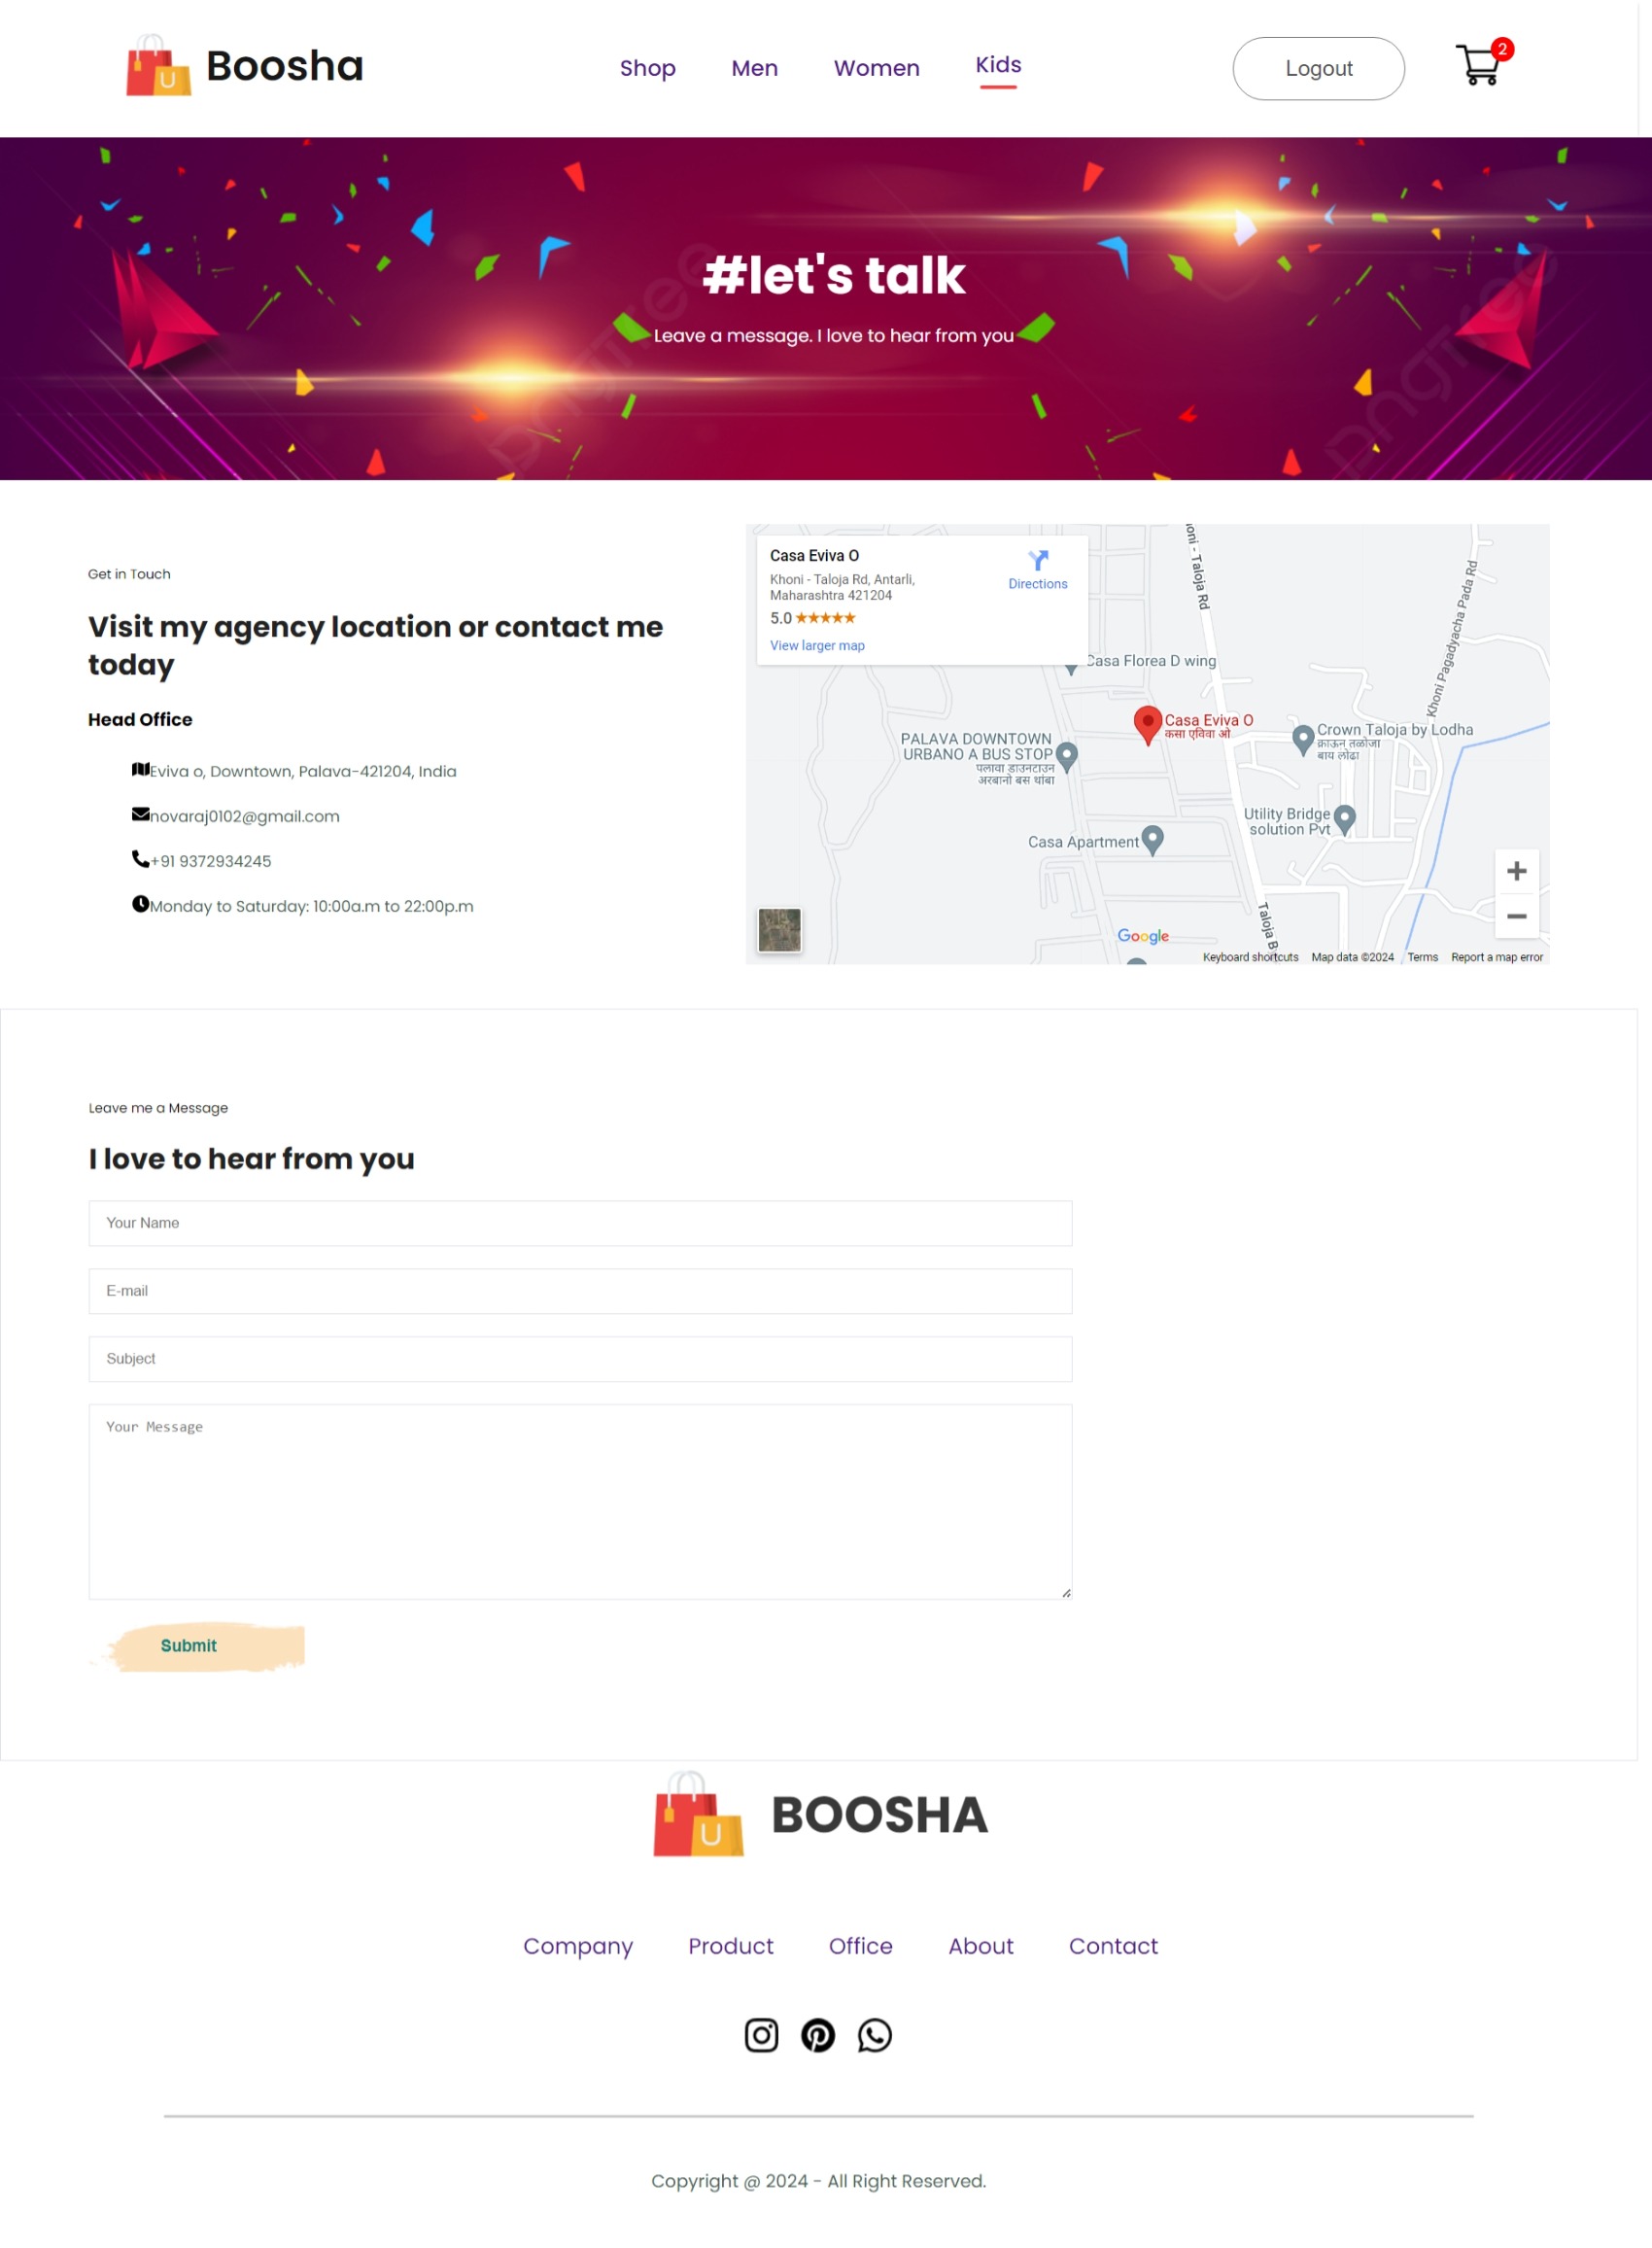 Boosha
Shop
Men
Women
Kids
Logout
2
#let's talk
Leave a message. I love to hear from you
Get in Touch
Visit my agency location or contact me
today
Head Office
Eviva o, Downtown, Palava-421204, India
novaraj0102@gmail.com
+91 9372934245
Monday to Saturday: 10:00a.m to 22:00p.m
Casa Eviva O
Khoni - Taloja Rd, Antarli,
Maharashtra 421204
Directions
5.0 ★★★★★
View larger map
oni - Taloja Rd
Khoni Pagadyacha Pada Rd
Casa Florea D wing
Casa Eviva O
कसा एविवा ओ
Crown Taloja by Lodha
क्राऊन तळोजा
बाय लोढा
PALAVA DOWNTOWN
URBANO A BUS STOP
पलावा डाउनटाउन
अरबानो बस थांबा
Utility Bridge
solution Pvt
Casa Apartment
Taloja B
Google
Keyboard shortcuts
Map data ©2024
Terms
Report a map error
Leave me a Message
I love to hear from you
Your Name
E-mail
Subject
Your Message
Submit
U
BOOSHA
Company
Product
Office
About
Contact
Copyright @ 2024 - All Right Reserved.